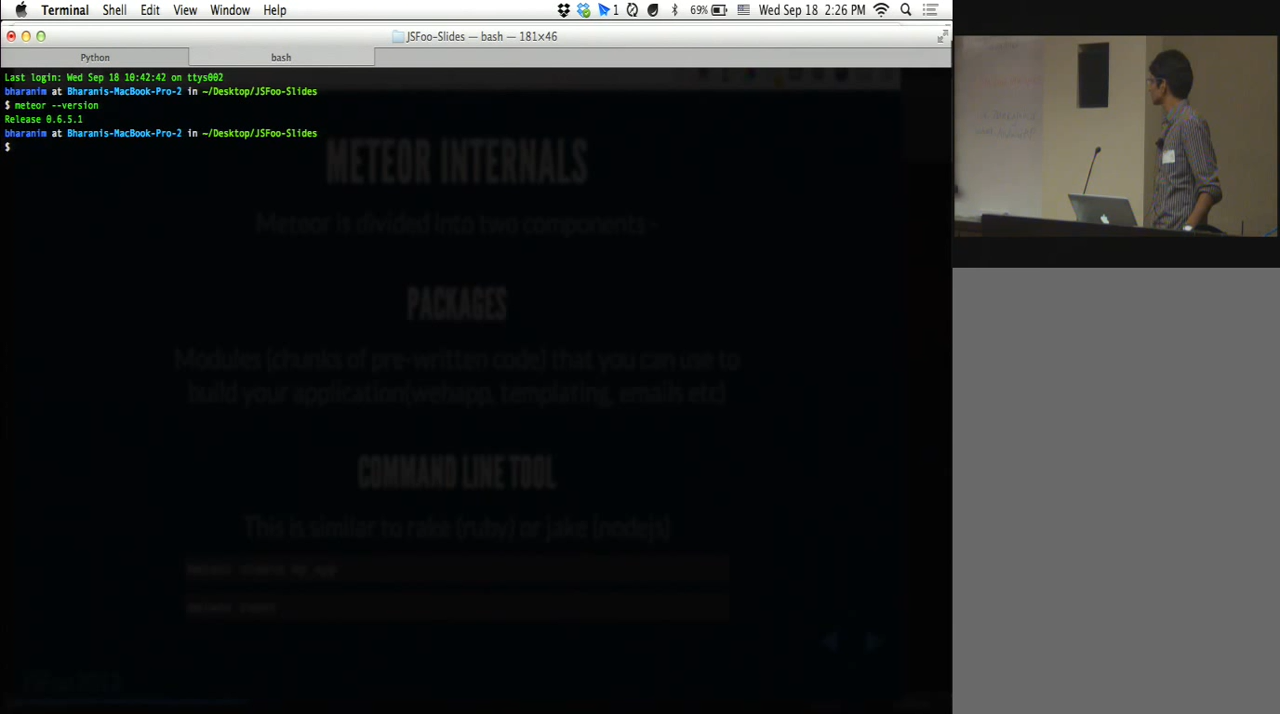 Terminal Shell Edit View Window Help 1 69% Wed Sep 18 2:26 PM
JSFoo-Slides — bash — 181×46
Python bash
Last login: Wed Sep 18 10:42:42 on ttys002
bharanim at Bharanis-MacBook-Pro-2 in ~/Desktop/JSFoo-Slides
$ meteor --version
Release 0.6.5.1
bharanim at Bharanis-MacBook-Pro-2 in ~/Desktop/JSFoo-Slides
$
METEOR INTERNALS
Meteor is divided into two components -
PACKAGES
Modules (chunks of pre-written code) that you can use to
build your application(webapp, templating, emails etc)
COMMAND LINE TOOL
This is similar to rake (ruby) or jake (nodejs)